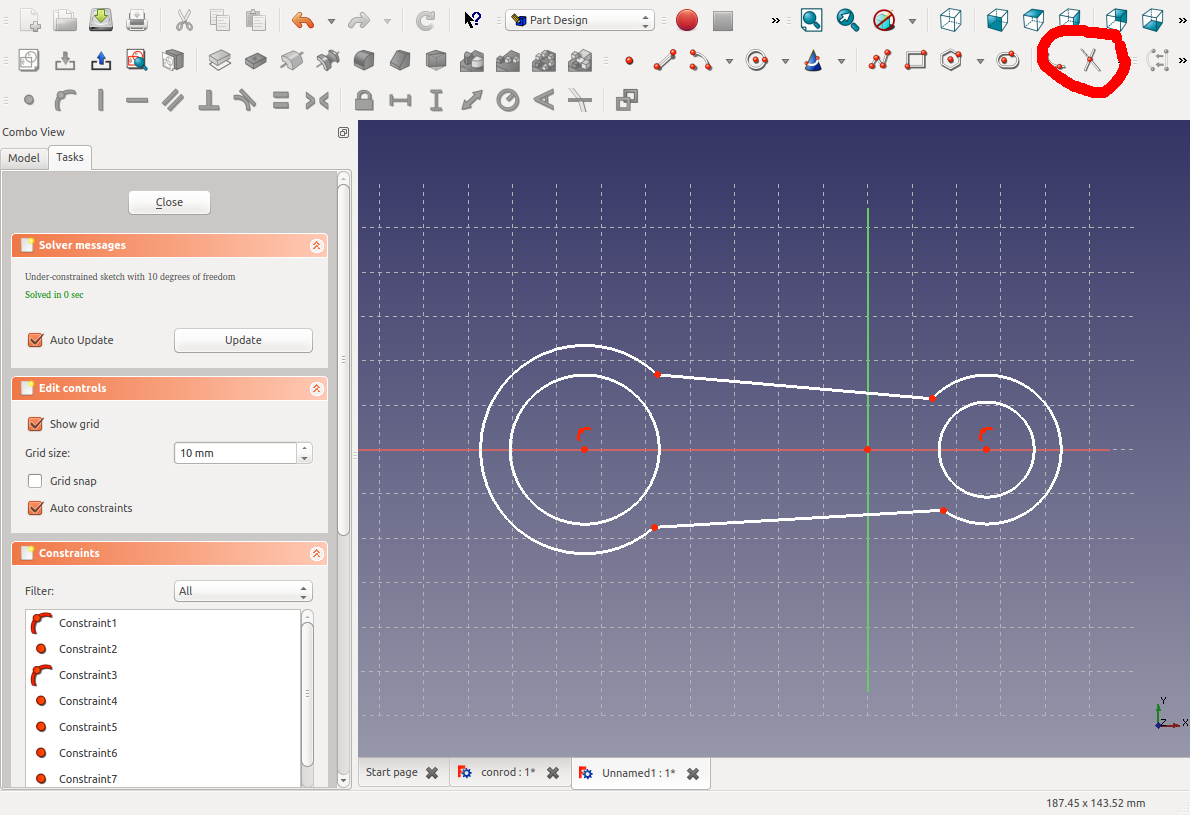 Part Design
»
»
»
Combo View
Model
Tasks
Close
Solver messages
Under-constrained sketch with 10 degrees of freedom
Solved in 0 sec
Auto Update
Update
Edit controls
Show grid
Grid size:
10 mm
Grid snap
Auto constraints
Constraints
Filter:
All
Constraint1
Constraint2
Constraint3
Constraint4
Constraint5
Constraint6
Constraint7
Y
Z
X
Start page
conrod : 1*
Unnamed1 : 1*
187.45 x 143.52 mm